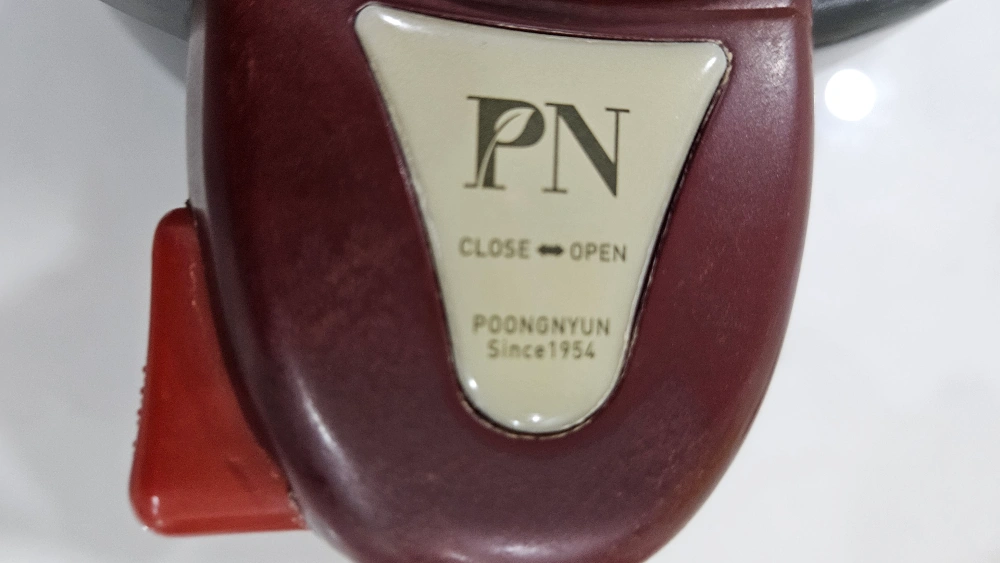 PN
CLOSE ⬌ OPEN
POONGNYUN
Since1954